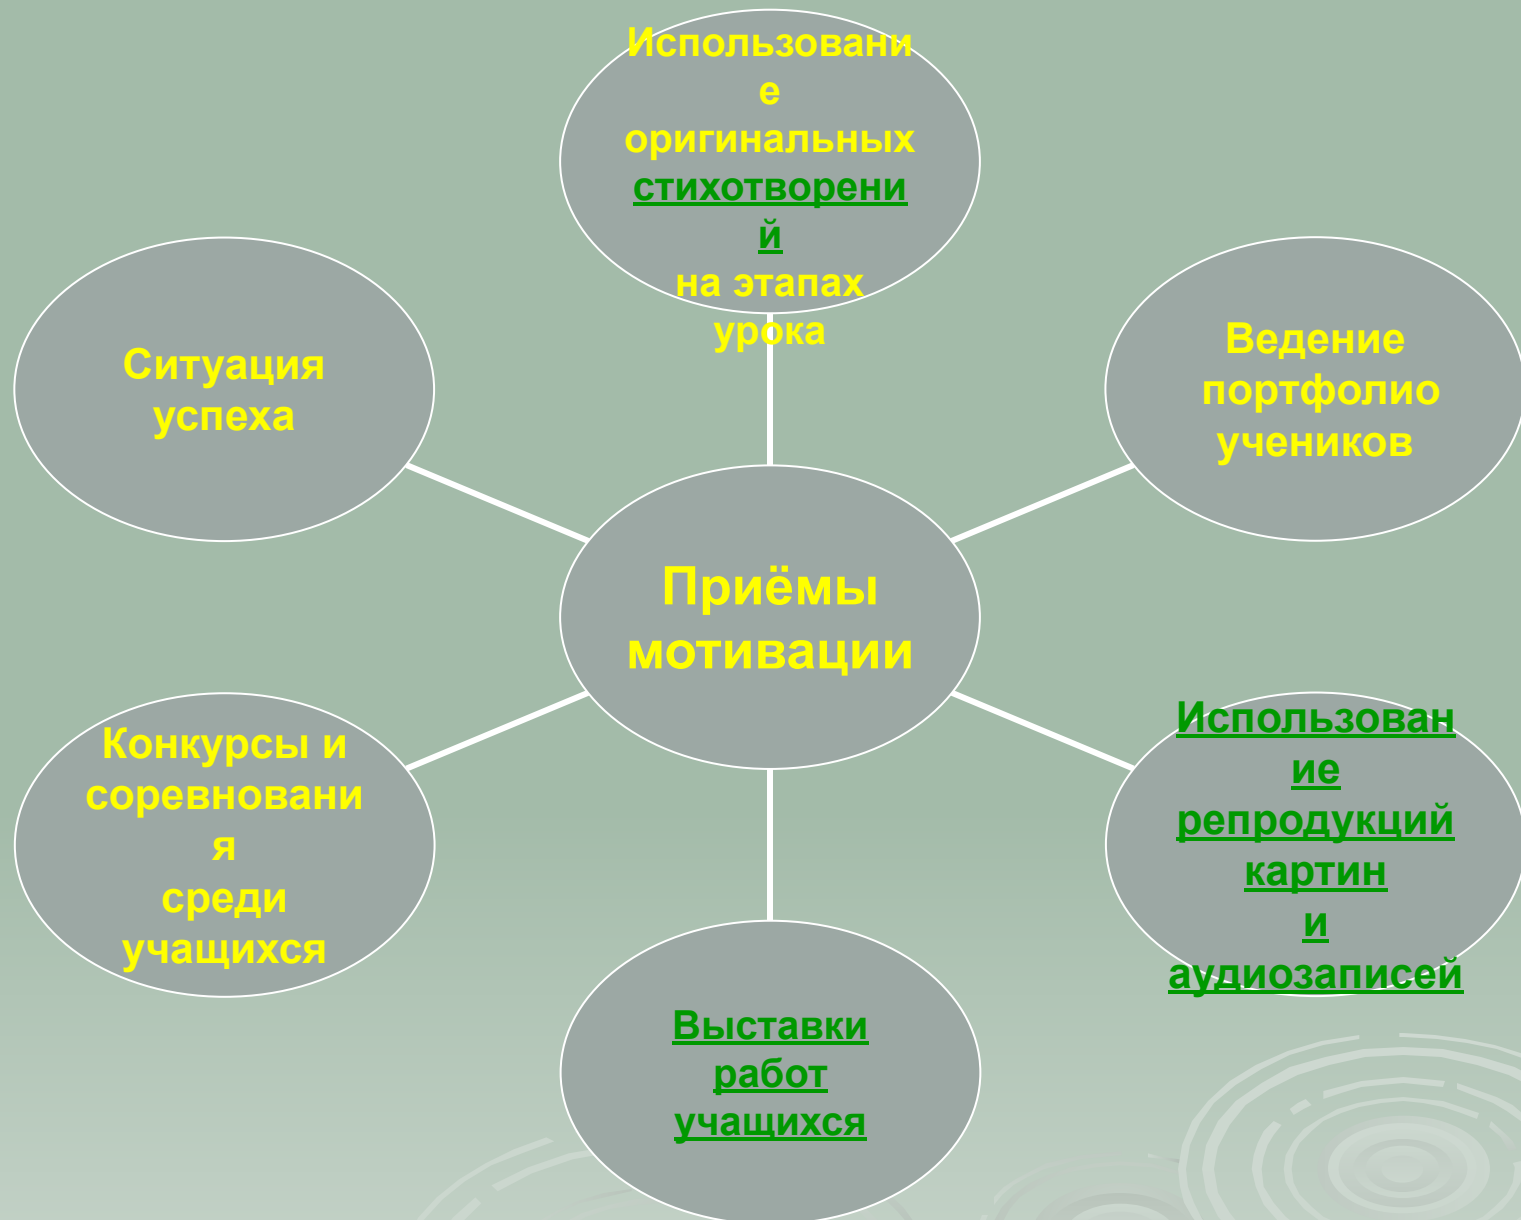 Использовани
е
оригинальных
стихотворени
й
на этапах
урока
Ситуация
успеха
Ведение
портфолио
учеников
Приёмы
мотивации
Конкурсы и
соревновани
я
среди
учащихся
Использован
ие
репродукций
картин
и
аудиозаписей
Выставки
работ
учащихся